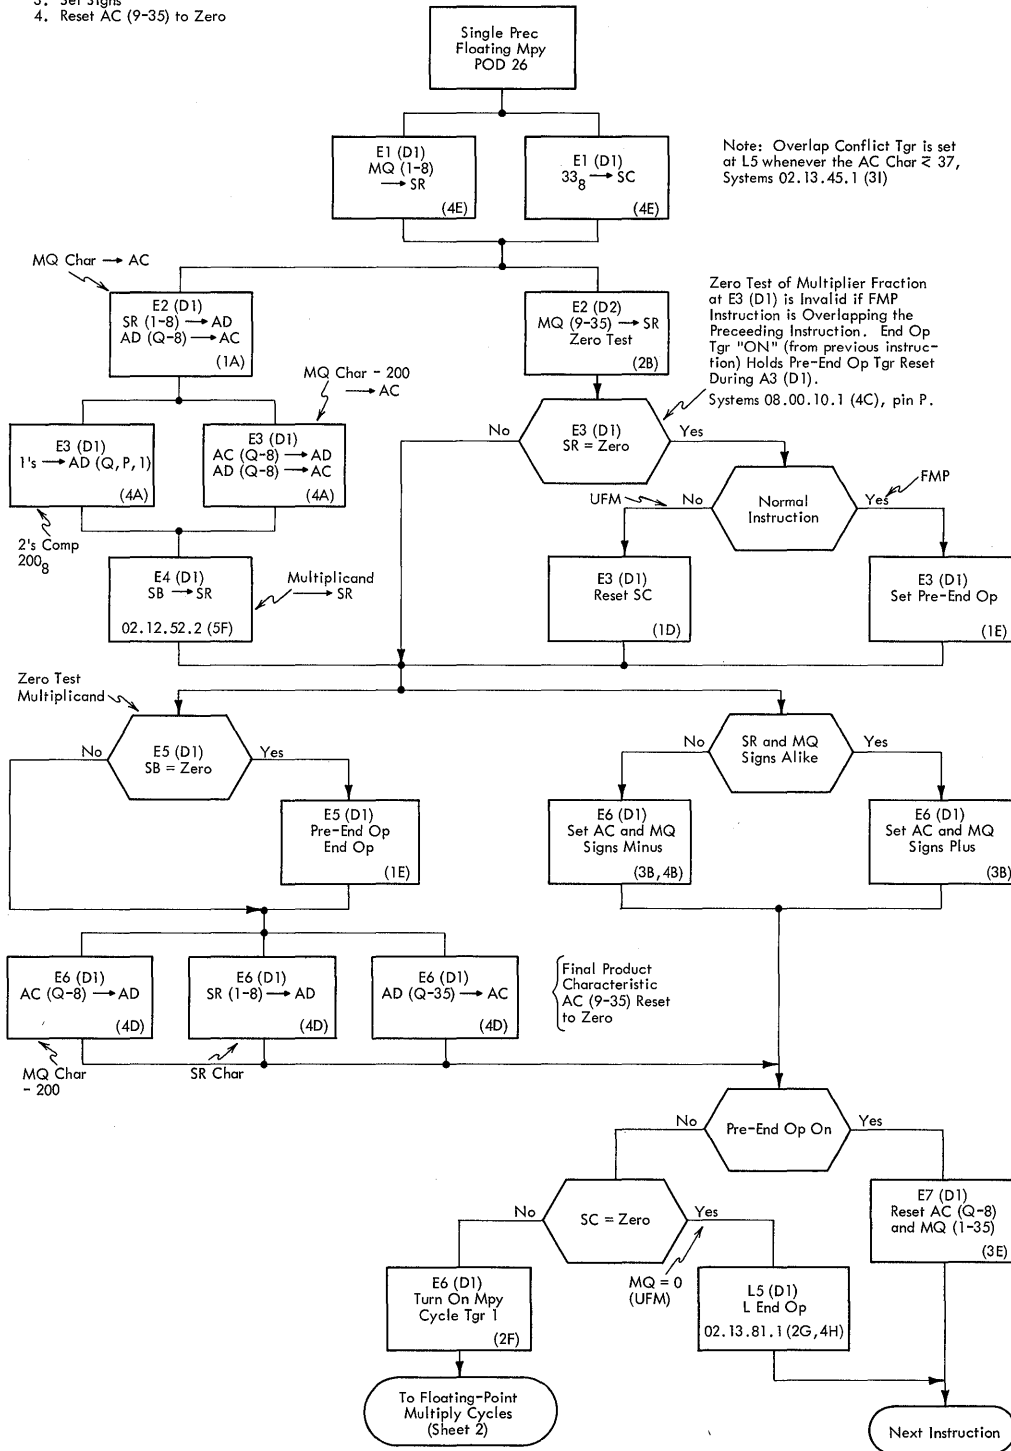 3. Set Signs
4. Reset AC (9-35) to Zero
Single Prec
Floating Mpy
POD 26
E1 (D1)
MQ (1-8)
→ SR
(4E)
E1 (D1)
33₈ → SC
(4E)
Note: Overlap Conflict Tgr is set
at L5 whenever the AC Char ⋜ 37,
Systems 02.13.45.1 (3I)
MQ Char → AC
E2 (D1)
SR (1-8) → AD
AD (Q-8) → AC
(1A)
E2 (D2)
MQ (9-35) → SR
Zero Test
(2B)
Zero Test of Multiplier Fraction
at E3 (D1) is Invalid if FMP
Instruction is Overlapping the
Preceeding Instruction. End Op
Tgr "ON" (from previous instruc-
tion) Holds Pre-End Op Tgr Reset
During A3 (D1).
Systems 08.00.10.1 (4C), pin P.
MQ Char - 200
→ AC
E3 (D1)
1's → AD (Q,P,1)
(4A)
E3 (D1)
AC (Q-8) → AD
AD (Q-8) → AC
(4A)
No
E3 (D1)
SR = Zero
Yes
2's Comp
200₈
UFM
No
Normal
Instruction
Yes
FMP
E4 (D1)
SB → SR
02.12.52.2 (5F)
Multiplicand
→ SR
E3 (D1)
Reset SC
(1D)
E3 (D1)
Set Pre-End Op
(1E)
Zero Test
Multiplicand
No
E5 (D1)
SB = Zero
Yes
No
SR and MQ
Signs Alike
Yes
E5 (D1)
Pre-End Op
End Op
(1E)
E6 (D1)
Set AC and MQ
Signs Minus
(3B,4B)
E6 (D1)
Set AC and MQ
Signs Plus
(3B)
E6 (D1)
AC (Q-8) → AD
(4D)
E6 (D1)
SR (1-8) → AD
(4D)
E6 (D1)
AD (Q-35) → AC
(4D)
Final Product
Characteristic
AC (9-35) Reset
to Zero
MQ Char
- 200
SR Char
No
Pre-End Op On
Yes
No
SC = Zero
Yes
E7 (D1)
Reset AC (Q-8)
and MQ (1-35)
(3E)
MQ = 0
(UFM)
E6 (D1)
Turn On Mpy
Cycle Tgr 1
(2F)
L5 (D1)
L End Op
02.13.81.1 (2G,4H)
To Floating-Point
Multiply Cycles
(Sheet 2)
Next Instruction